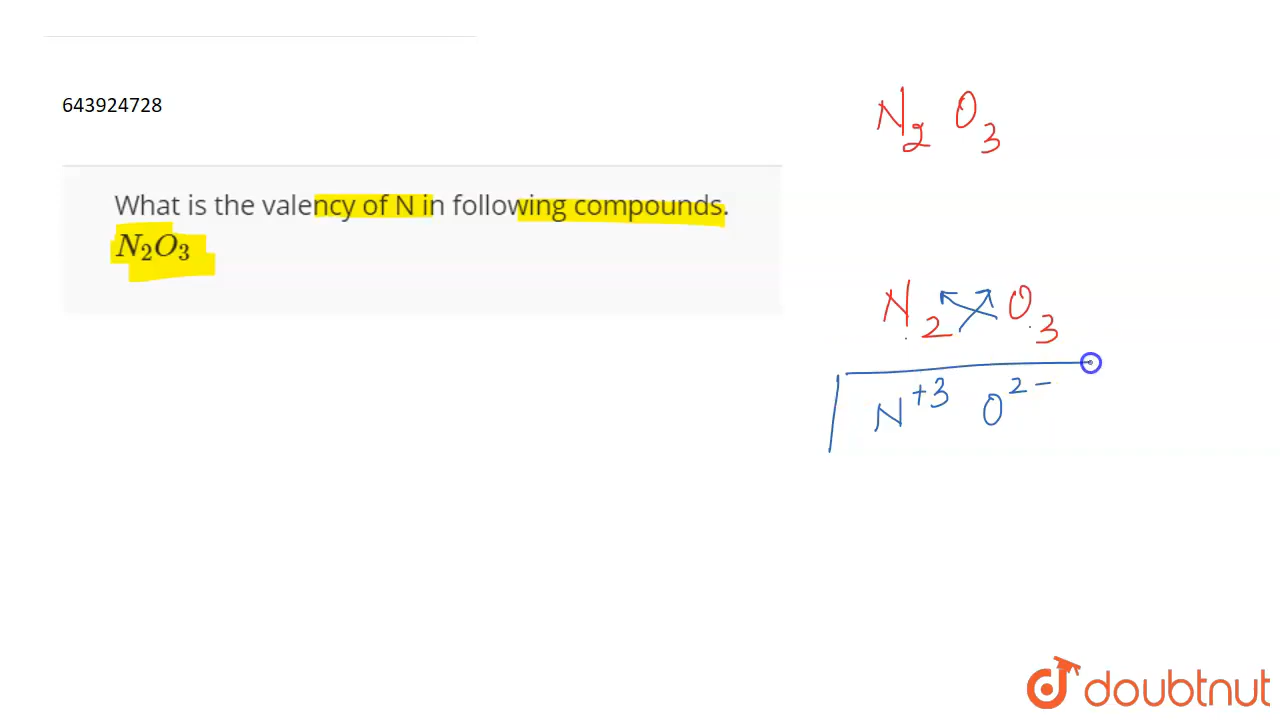 643924728
What is the valency of N in following compounds.
N₂O₃
N₂ O₃
N₂ O₃
N⁺³ O²⁻
doubtnut